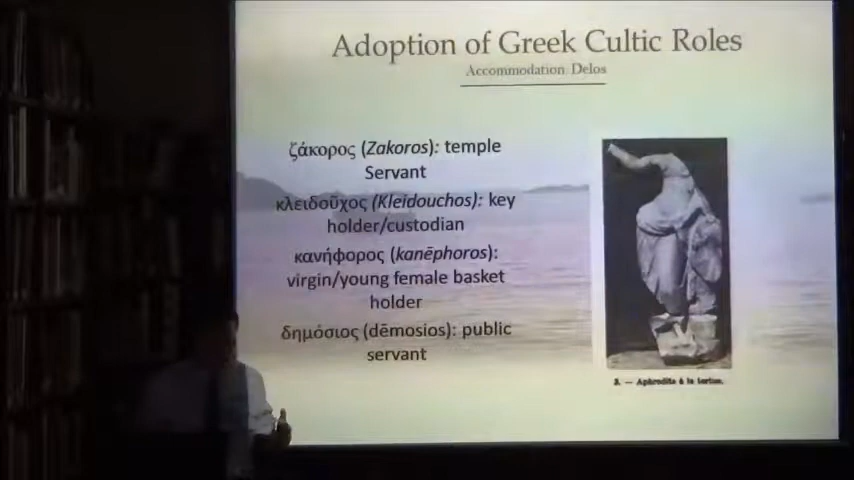 Adoption of Greek Cultic Roles
Accommodation: Delos
ζάκορος (Zakoros): temple
Servant
κλειδοῦχος (Kleidouchos): key
holder/custodian
κανήφορος (kanēphoros):
virgin/young female basket
holder
δημόσιος (dēmosios): public
servant
2. — Aphrodite à la tortue.